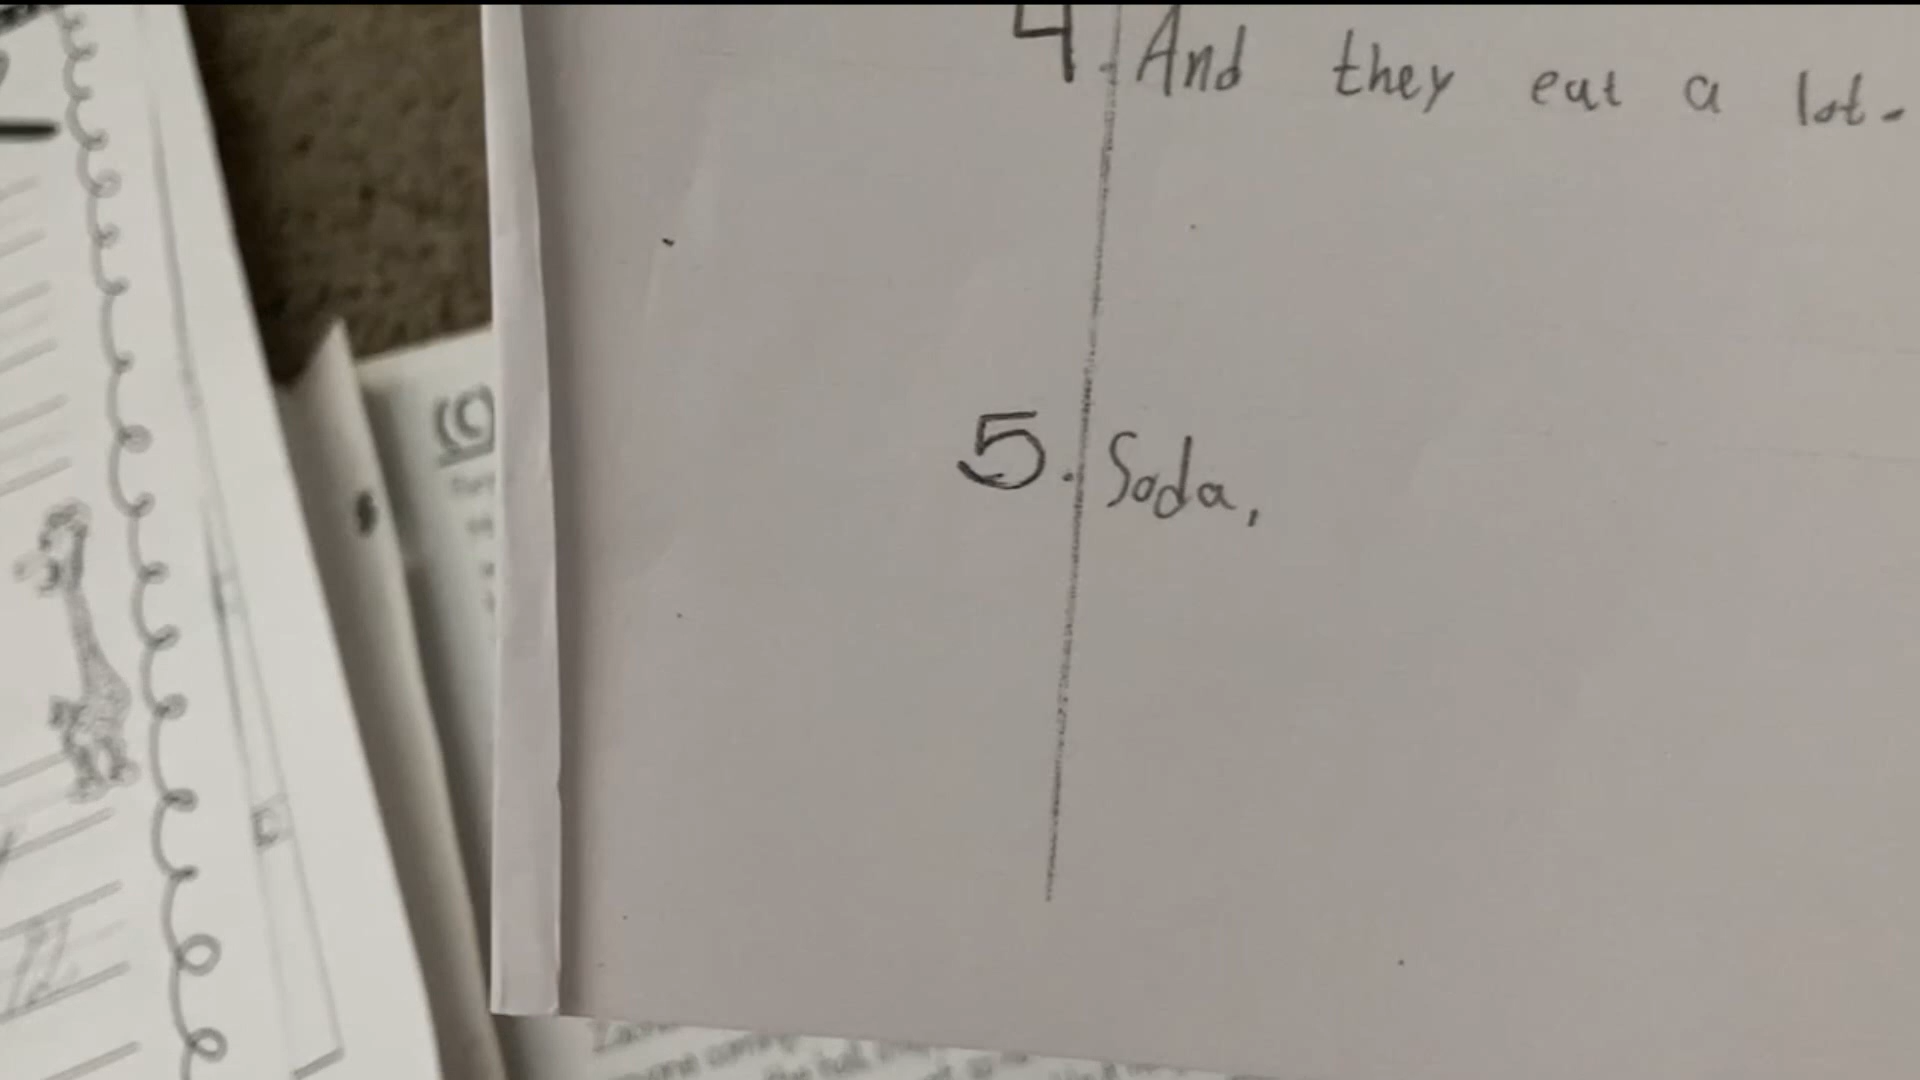 4. And they eat a lot.
5. Soda,